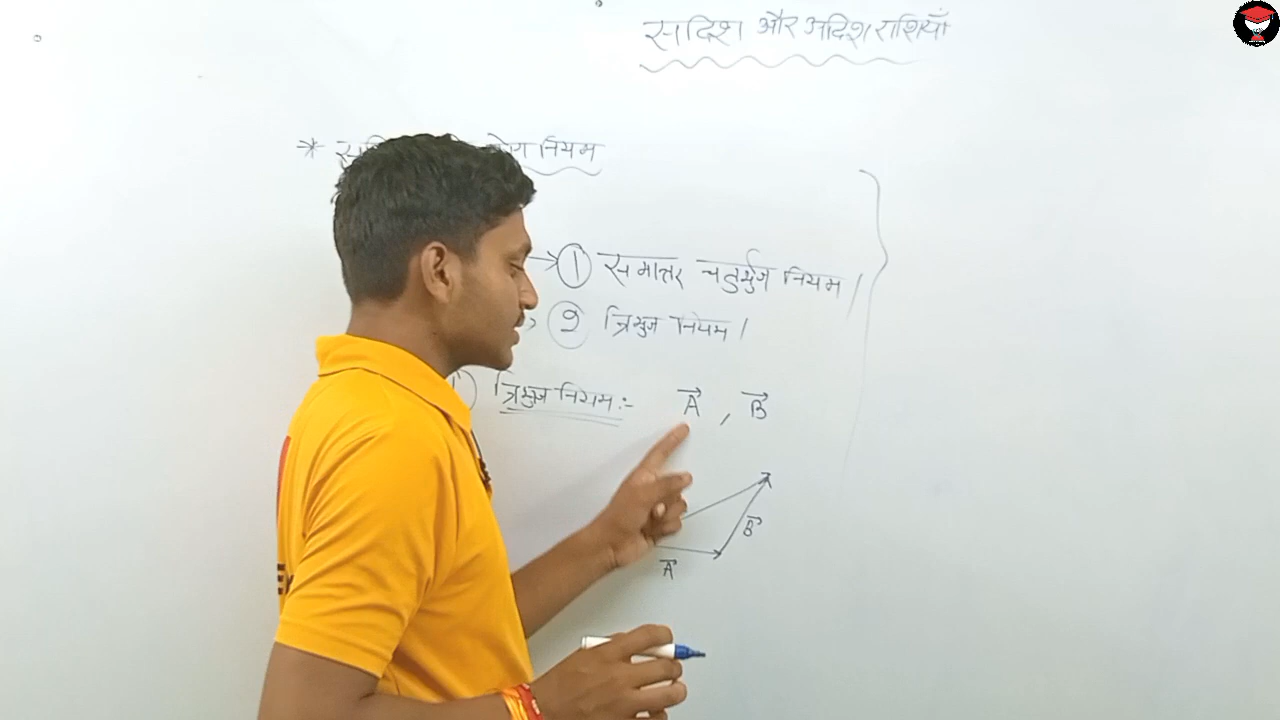 सदिश और अदिश राशियाँ
* योग नियम
→ ① समान्तर चतुर्भुज नियम।
② त्रिभुज नियम।
त्रिभुज नियम:- A⃗ , B⃗
B⃗
A⃗